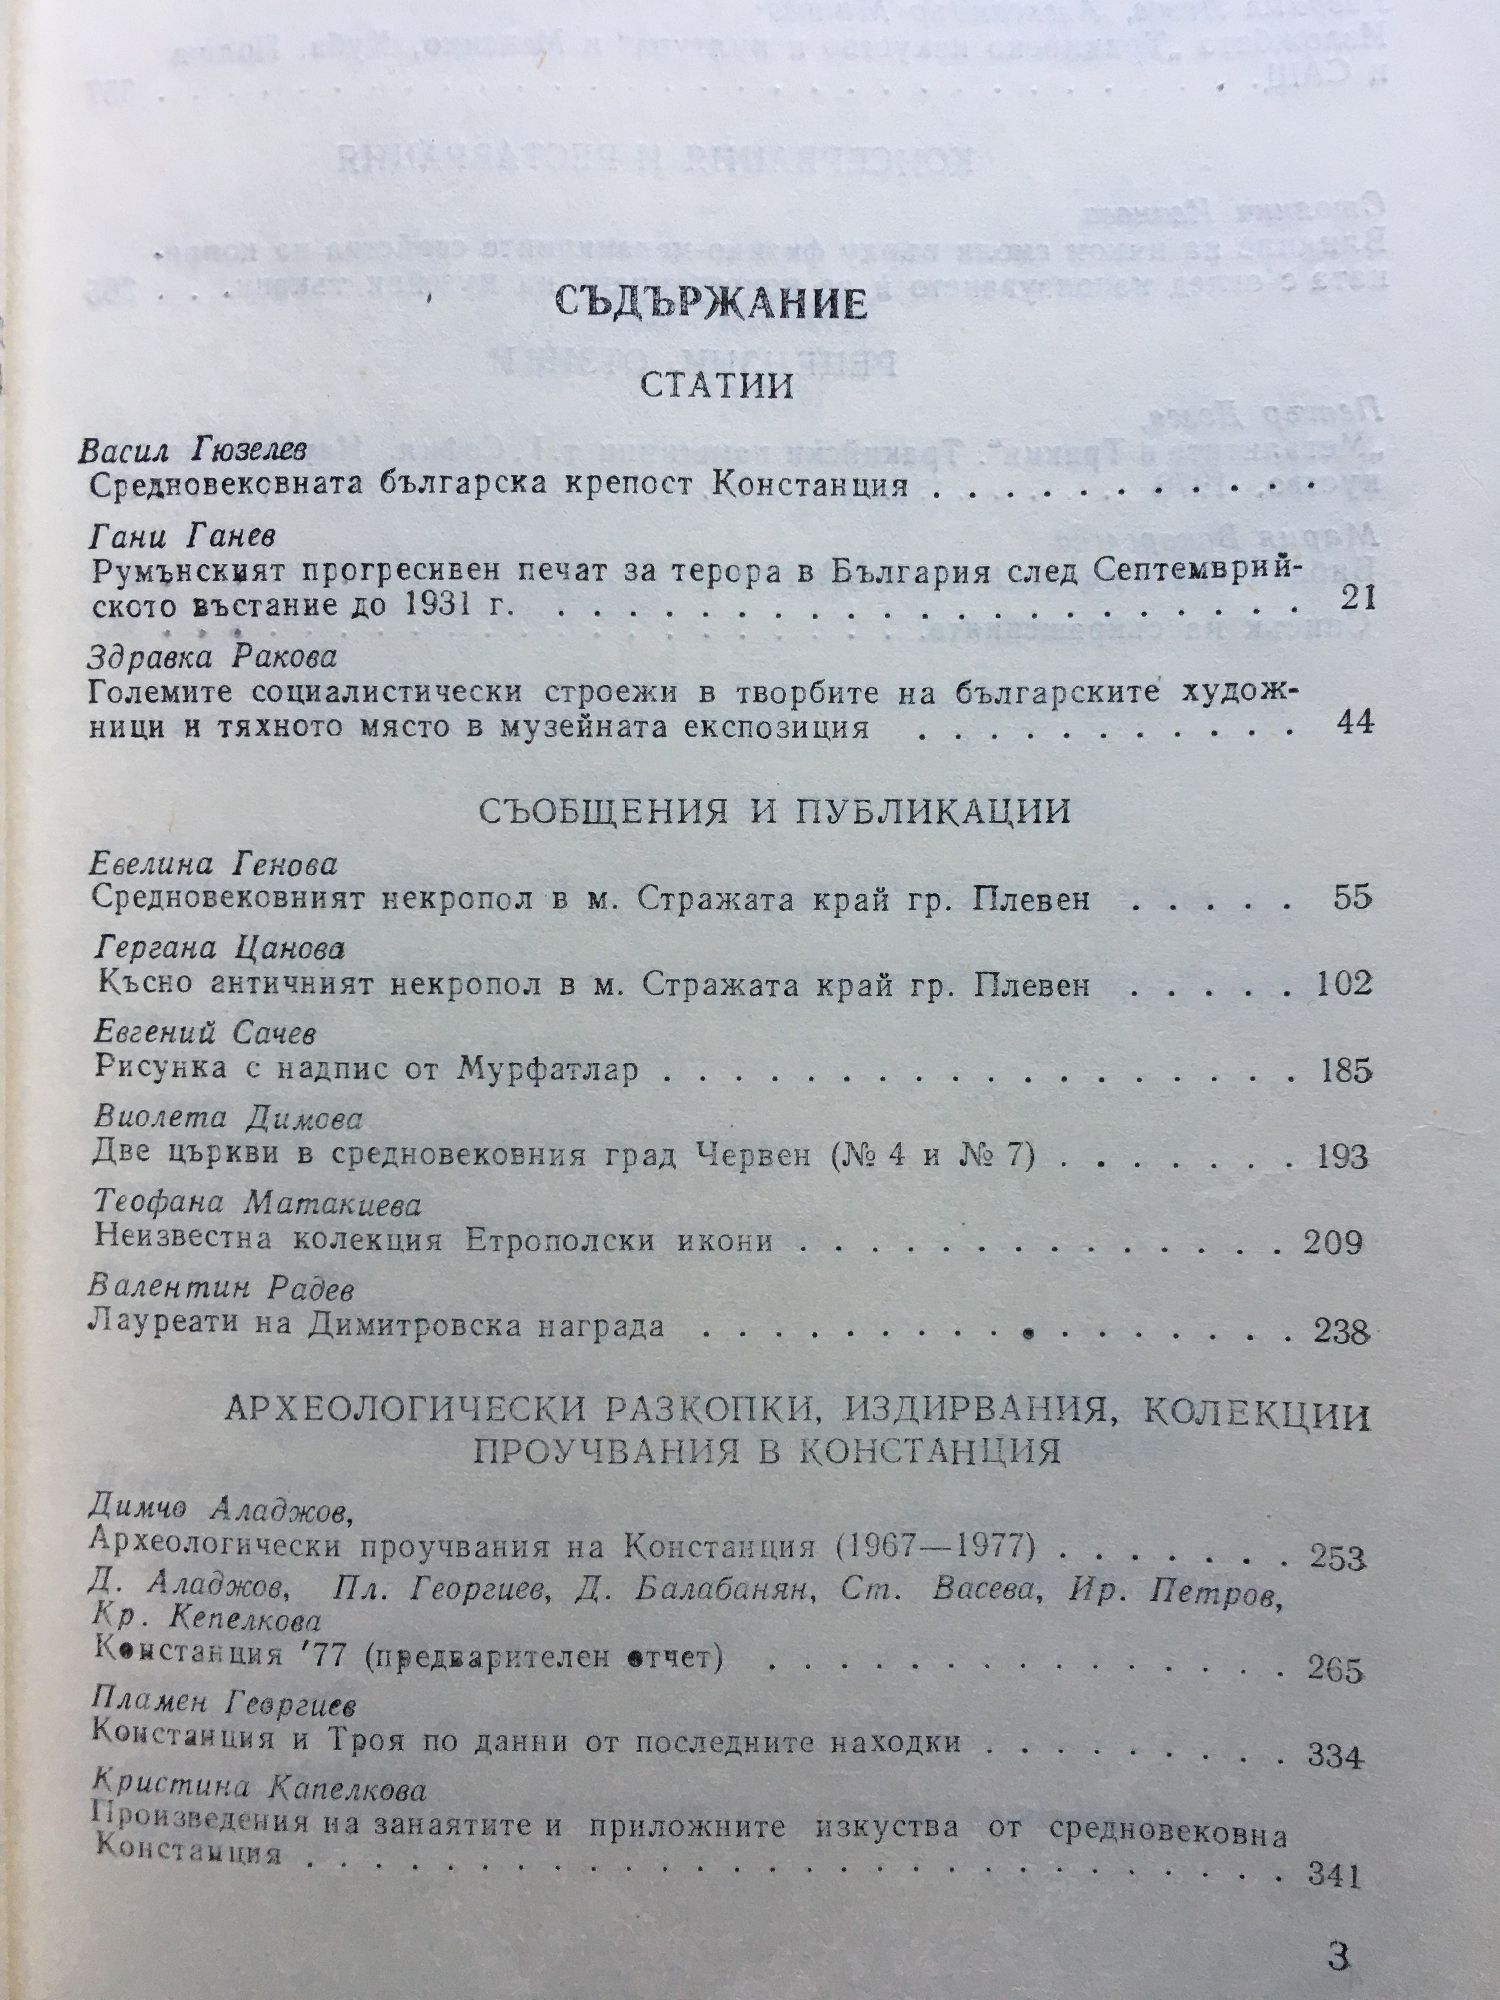 СЪДЪРЖАНИЕ
СТАТИИ
Васил Гюзелев
Средновековната българска крепост Констанция . . . . . . . . . . .
Гани Ганев
Румънският прогресивен печат за терора в България след Септемврий-
ското въстание до 1931 г. . . . . . . . . . . . . . . . . . . . . . 21
Здравка Ракова
Големите социалистически строежи в творбите на българските худож-
ници и тяхното място в музейната експозиция . . . . . . . . . . . 44
СЪОБЩЕНИЯ И ПУБЛИКАЦИИ
Евелина Генова
Средновековният некропол в м. Стражата край гр. Плевен . . . . . 55
Гергана Цанова
Късно античният некропол в м. Стражата край гр. Плевен . . . . . 102
Евгений Сачев
Рисунка с надпис от Мурфатлар . . . . . . . . . . . . . . . . . . 185
Виолета Димова
Две църкви в средновековния град Червен (№ 4 и № 7) . . . . . . . 193
Теофана Матакиева
Неизвестна колекция Етрополски икони . . . . . . . . . . . . . . 209
Валентин Радев
Лауреати на Димитровска награда . . . . . . . . . . . . . . . . . 238
АРХЕОЛОГИЧЕСКИ РАЗКОПКИ, ИЗДИРВАНИЯ, КОЛЕКЦИИ
ПРОУЧВАНИЯ В КОНСТАНЦИЯ
Димчо Аладжов,
Археологически проучвания на Констанция (1967—1977) . . . . . . . 253
Д. Аладжов, Пл. Георгиев, Д. Балабанян, Ст. Васева, Ир. Петров,
Кр. Кепелкова
Констанция '77 (предварителен отчет) . . . . . . . . . . . . . . . 265
Пламен Георгиев
Констанция и Троя по данни от последните находки . . . . . . . . . 334
Кристина Капелкова
Произведения на занаятите и приложните изкуства от средновековна
Констанция . . . . . . . . . . . . . . . . . . . . . . . . . . . . 341
3